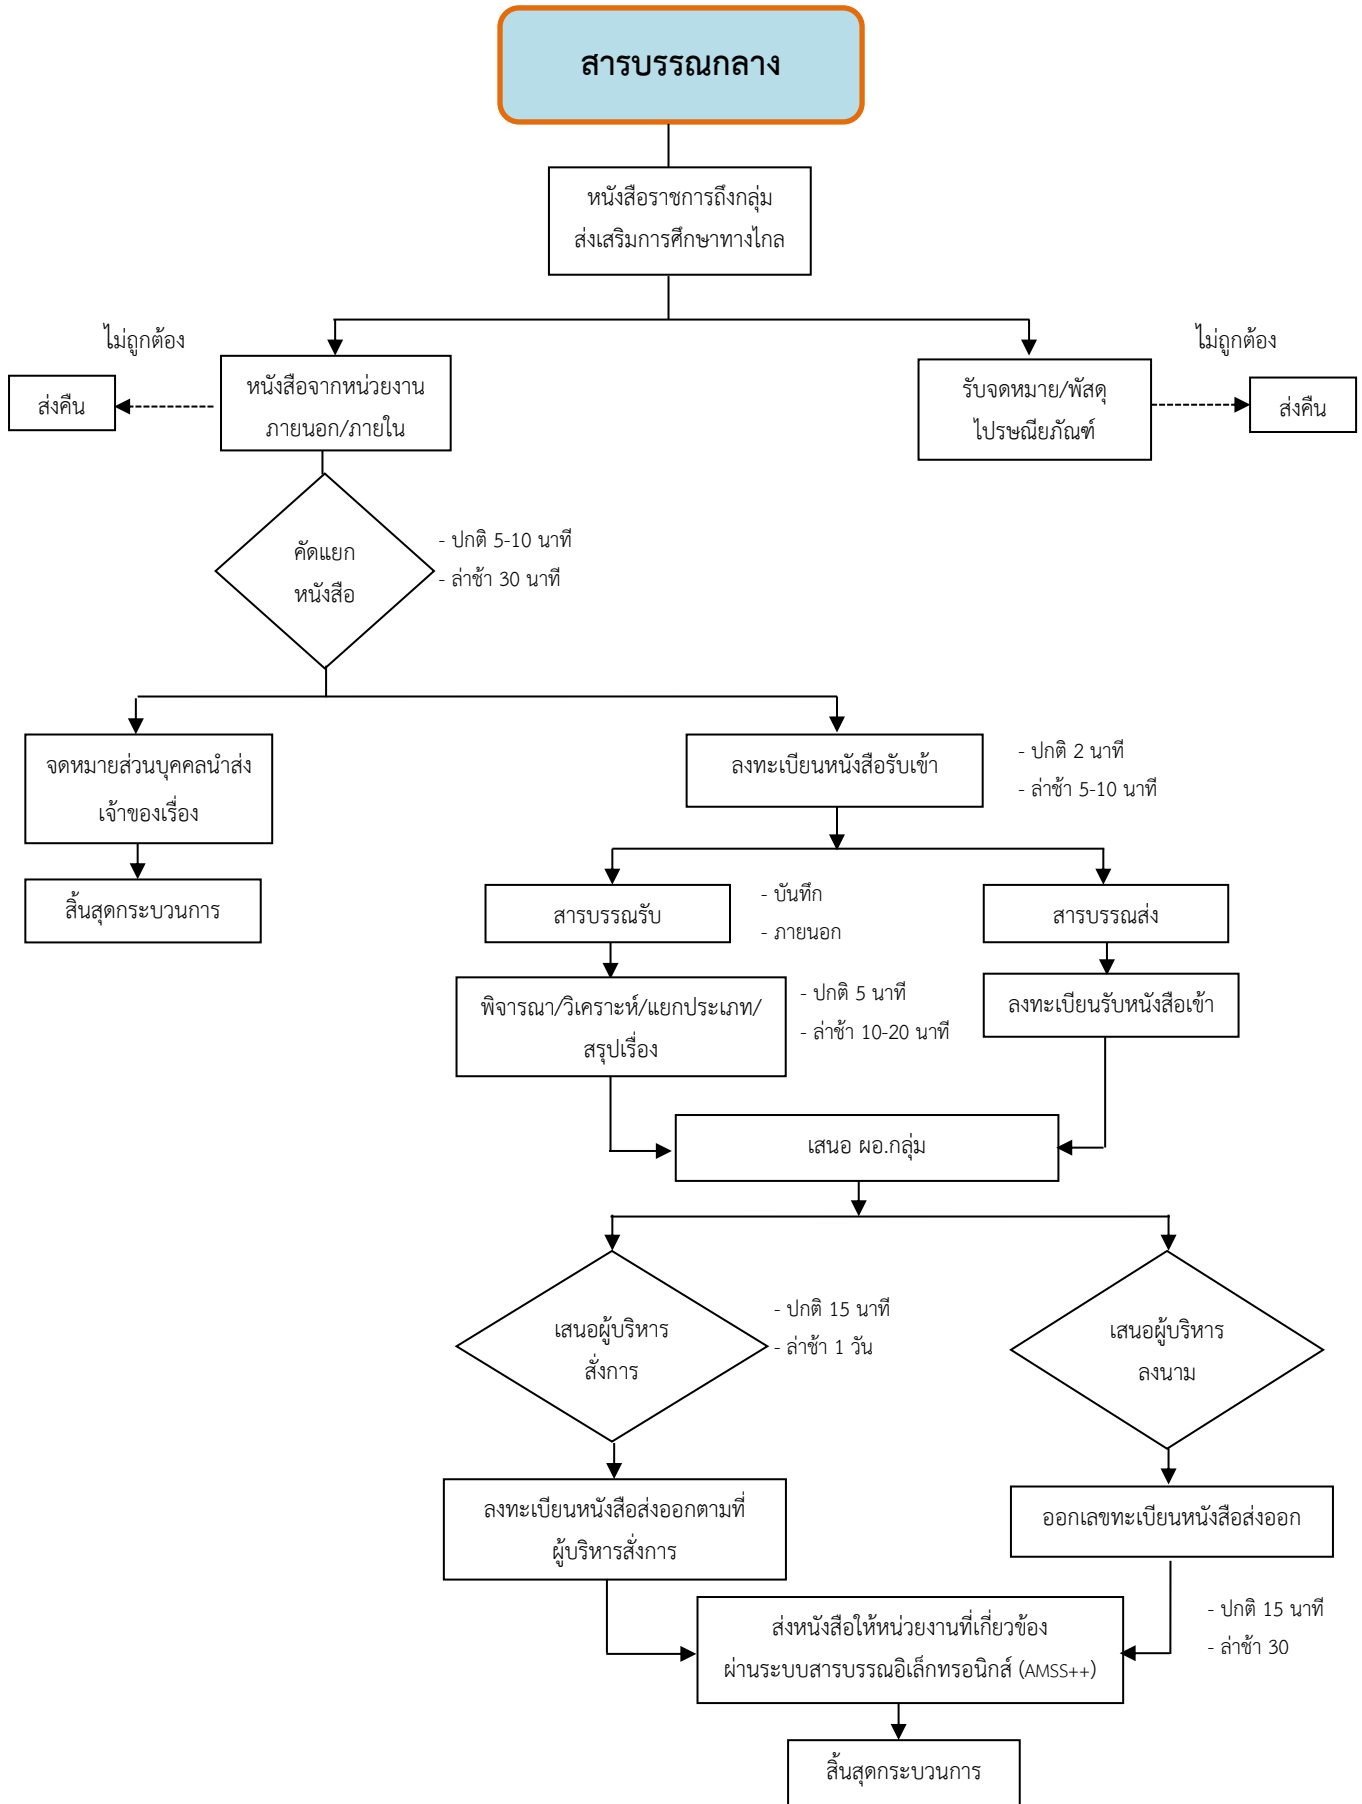 สารบรรณกลาง
หนังสือราชการถึงกลุ่ม
ส่งเสริมการศึกษาทางไกล
ไม่ถูกต้อง
ไม่ถูกต้อง
ส่งคืน
หนังสือจากหน่วยงาน
ภายนอก/ภายใน
รับจดหมาย/พัสดุ
ไปรษณียภัณฑ์
ส่งคืน
คัดแยก
หนังสือ
- ปกติ 5-10 นาที
- ล่าช้า 30 นาที
จดหมายส่วนบุคคลนำส่ง
เจ้าของเรื่อง
ลงทะเบียนหนังสือรับเข้า
- ปกติ 2 นาที
- ล่าช้า 5-10 นาที
สิ้นสุดกระบวนการ
สารบรรณรับ
- บันทึก
- ภายนอก
สารบรรณส่ง
พิจารณา/วิเคราะห์/แยกประเภท/
สรุปเรื่อง
- ปกติ 5 นาที
- ล่าช้า 10-20 นาที
ลงทะเบียนรับหนังสือเข้า
เสนอ ผอ.กลุ่ม
เสนอผู้บริหาร
สั่งการ
- ปกติ 15 นาที
- ล่าช้า 1 วัน
เสนอผู้บริหาร
ลงนาม
ลงทะเบียนหนังสือส่งออกตามที่
ผู้บริหารสั่งการ
ออกเลขทะเบียนหนังสือส่งออก
ส่งหนังสือให้หน่วยงานที่เกี่ยวข้อง
ผ่านระบบสารบรรณอิเล็กทรอนิกส์ (AMSS++)
- ปกติ 15 นาที
- ล่าช้า 30
สิ้นสุดกระบวนการ